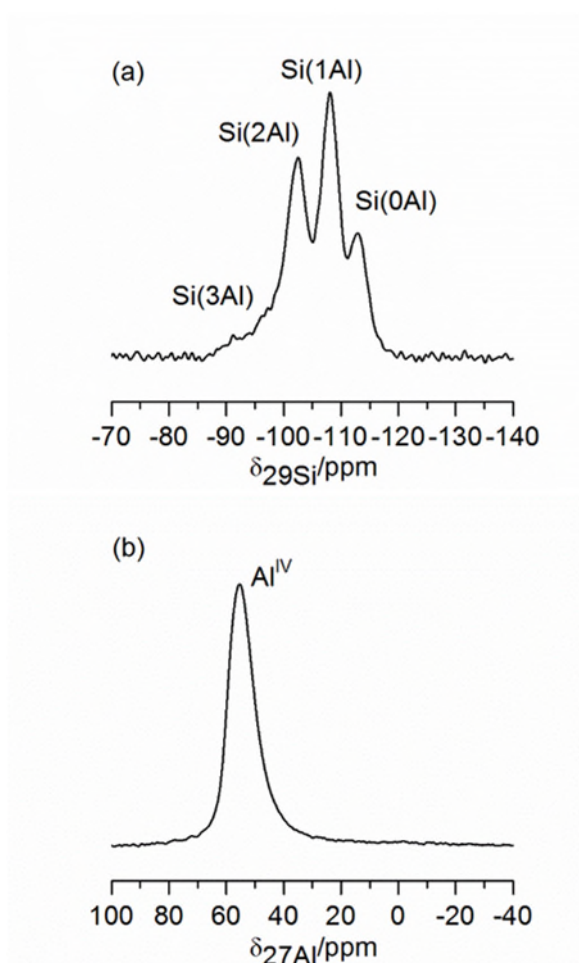 (a)
Si(1Al)
Si(2Al)
Si(0Al)
Si(3Al)
-70 -80 -90 -100 -110 -120 -130 -140
δ29Si/ppm
(b)
AlIV
100 80 60 40 20 0 -20 -40
δ27Al/ppm